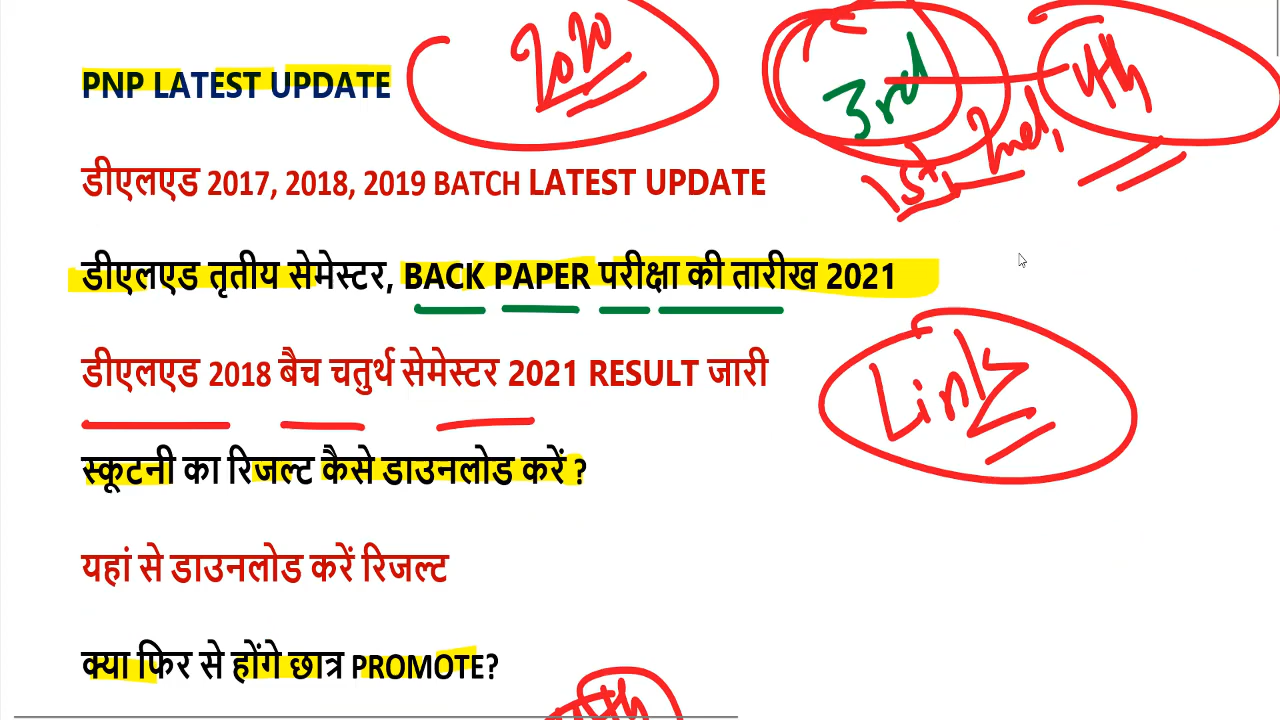 PNP LATEST UPDATE
2020
3rd
4th
1st, 2nd,
डीएलएड 2017, 2018, 2019 BATCH LATEST UPDATE
डीएलएड तृतीय सेमेस्टर, BACK PAPER परीक्षा की तारीख 2021
डीएलएड 2018 बैच चतुर्थ सेमेस्टर 2021 RESULT जारी
Link
स्कूटनी का रिजल्ट कैसे डाउनलोड करें ?
यहां से डाउनलोड करें रिजल्ट
क्या फिर से होंगे छात्र PROMOTE?